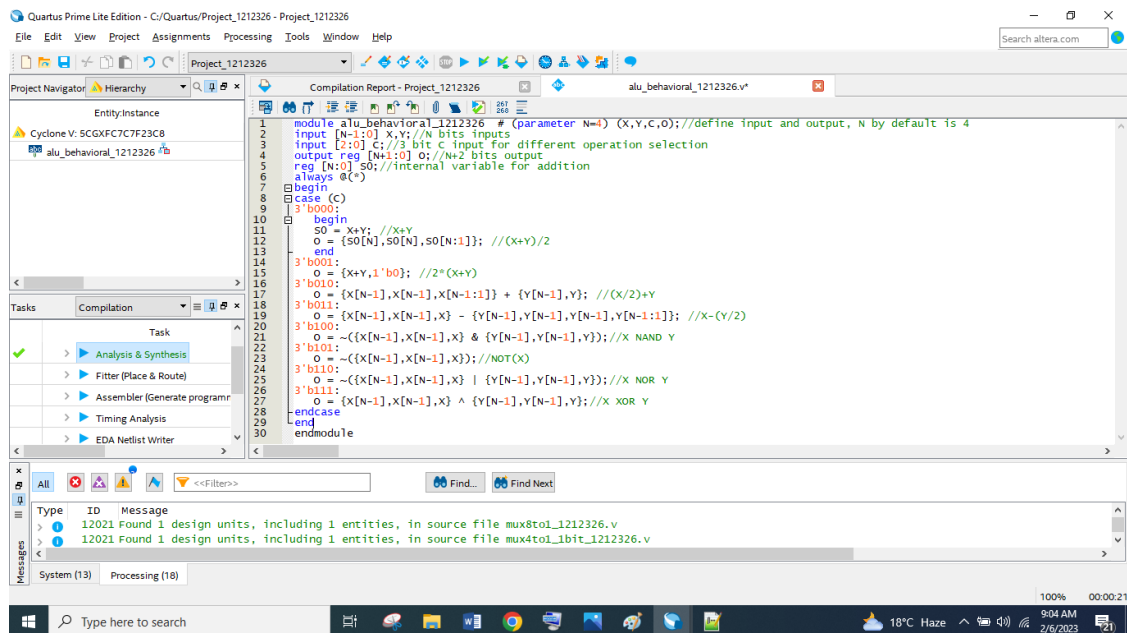 Quartus Prime Lite Edition - C:/Quartus/Project_1212326/Project_1212326 - Project_1212326
File Edit View Project Assignments Processing Tools Window Help
Search altera.com
Project_1212326
Project Navigator Hierarchy
Compilation Report - Project_1212326
alu_behavioral_1212326.v*
Entity:Instance
Cyclone V: 5CGXFC7C7F23C8
alu_behavioral_1212326
267
268
1 module alu_behavioral_1212326 # (parameter N=4) (X,Y,C,O);//define input and output, N by default is 4
2 input [N-1:0] X,Y;//N bits inputs
3 input [2:0] C;//3 bit C input for different operation selection
4 output reg [N+1:0] O;//N+2 bits output
5 reg [N:0] SO;//internal variable for addition
6 always @(*)
7 begin
8 case (C)
9 3'b000:
10 begin
11 SO = X+Y; //X+Y
12 O = {SO[N],SO[N],SO[N:1]}; //(X+Y)/2
13 end
14 3'b001:
15 O = {X+Y,1'b0}; //2*(X+Y)
16 3'b010:
17 O = {X[N-1],X[N-1],X[N-1:1]} + {Y[N-1],Y}; //(X/2)+Y
18 3'b011:
19 O = {X[N-1],X[N-1],X} - {Y[N-1],Y[N-1],Y[N-1],Y[N-1:1]}; //X-(Y/2)
20 3'b100:
21 O = ~({X[N-1],X[N-1],X} & {Y[N-1],Y[N-1],Y});//X NAND Y
22 3'b101:
23 O = ~({X[N-1],X[N-1],X});//NOT(X)
24 3'b110:
25 O = ~({X[N-1],X[N-1],X} | {Y[N-1],Y[N-1],Y});//X NOR Y
26 3'b111:
27 O = {X[N-1],X[N-1],X} ^ {Y[N-1],Y[N-1],Y};//X XOR Y
28 endcase
29 end
30 endmodule
Tasks Compilation
Task
Analysis & Synthesis
Fitter (Place & Route)
Assembler (Generate programm
Timing Analysis
EDA Netlist Writer
All
<<Filter>>
Find...
Find Next
Type ID Message
12021 Found 1 design units, including 1 entities, in source file mux8to1_1212326.v
12021 Found 1 design units, including 1 entities, in source file mux4to1_1bit_1212326.v
Messages
System (13) Processing (18)
100% 00:00:21
Type here to search
18°C Haze
9:04 AM
2/6/2023
21